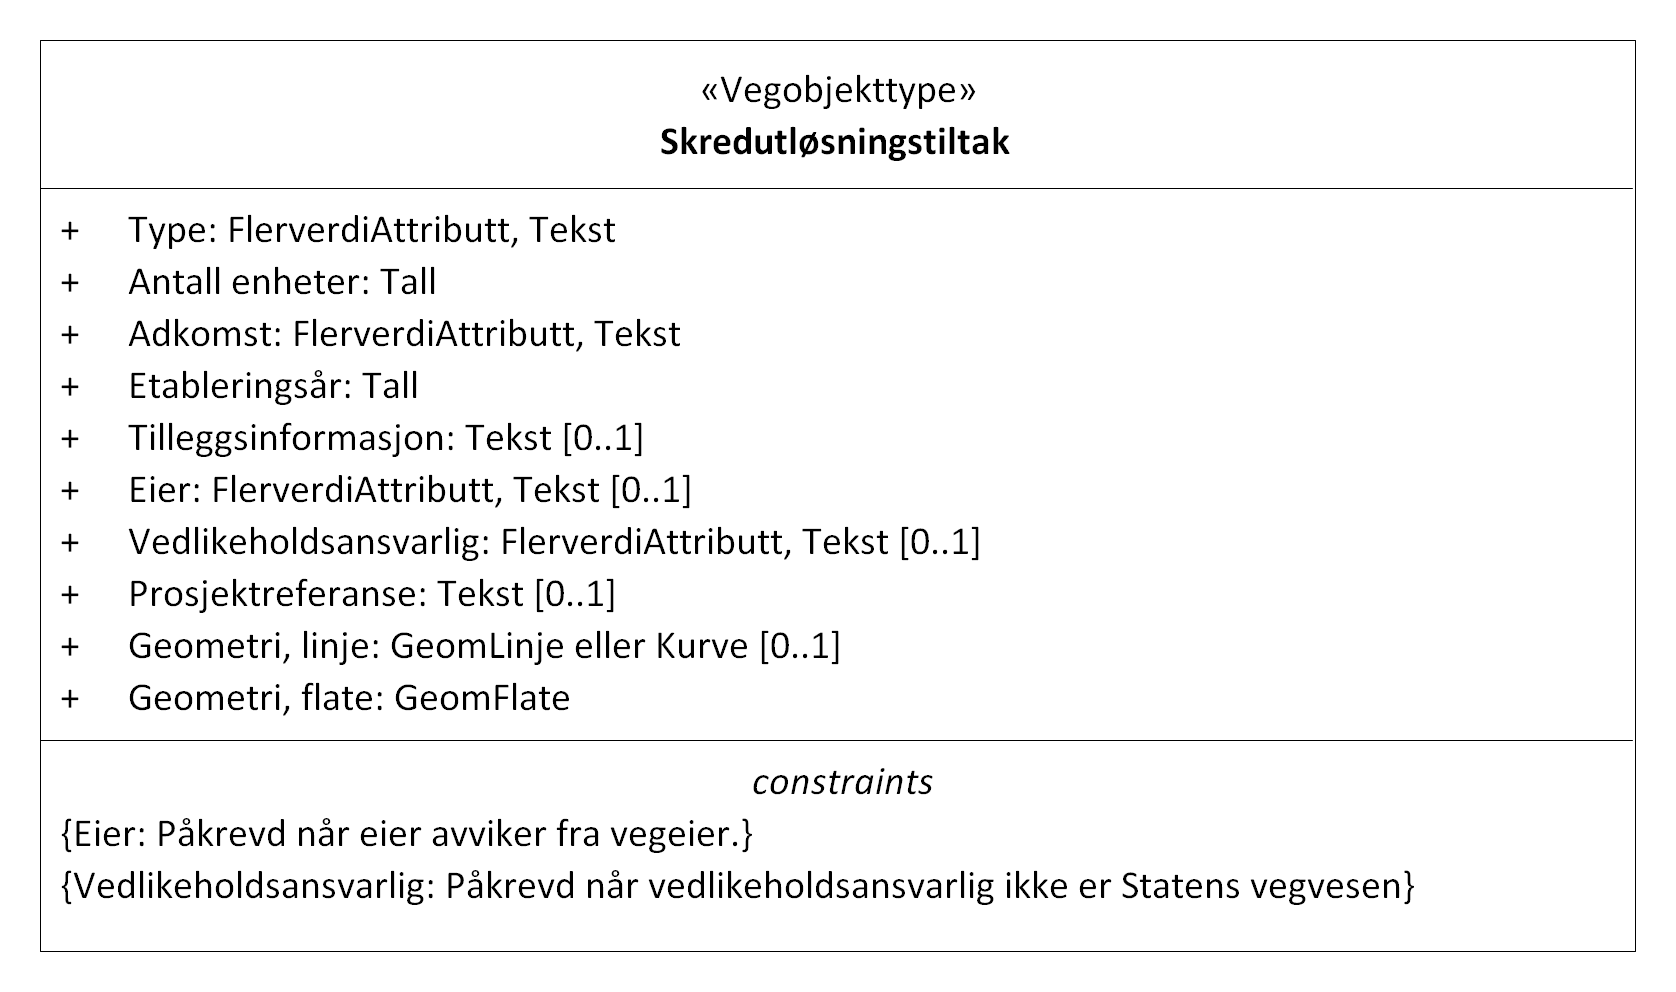 «Vegobjekttype»
Skredutløsningstiltak
+ Type: FlerverdiAttributt, Tekst
+ Antall enheter: Tall
+ Adkomst: FlerverdiAttributt, Tekst
+ Etableringsår: Tall
+ Tilleggsinformasjon: Tekst [0..1]
+ Eier: FlerverdiAttributt, Tekst [0..1]
+ Vedlikeholdsansvarlig: FlerverdiAttributt, Tekst [0..1]
+ Prosjektreferanse: Tekst [0..1]
+ Geometri, linje: GeomLinje eller Kurve [0..1]
+ Geometri, flate: GeomFlate
constraints
{Eier: Påkrevd når eier avviker fra vegeier.}
{Vedlikeholdsansvarlig: Påkrevd når vedlikeholdsansvarlig ikke er Statens vegvesen}